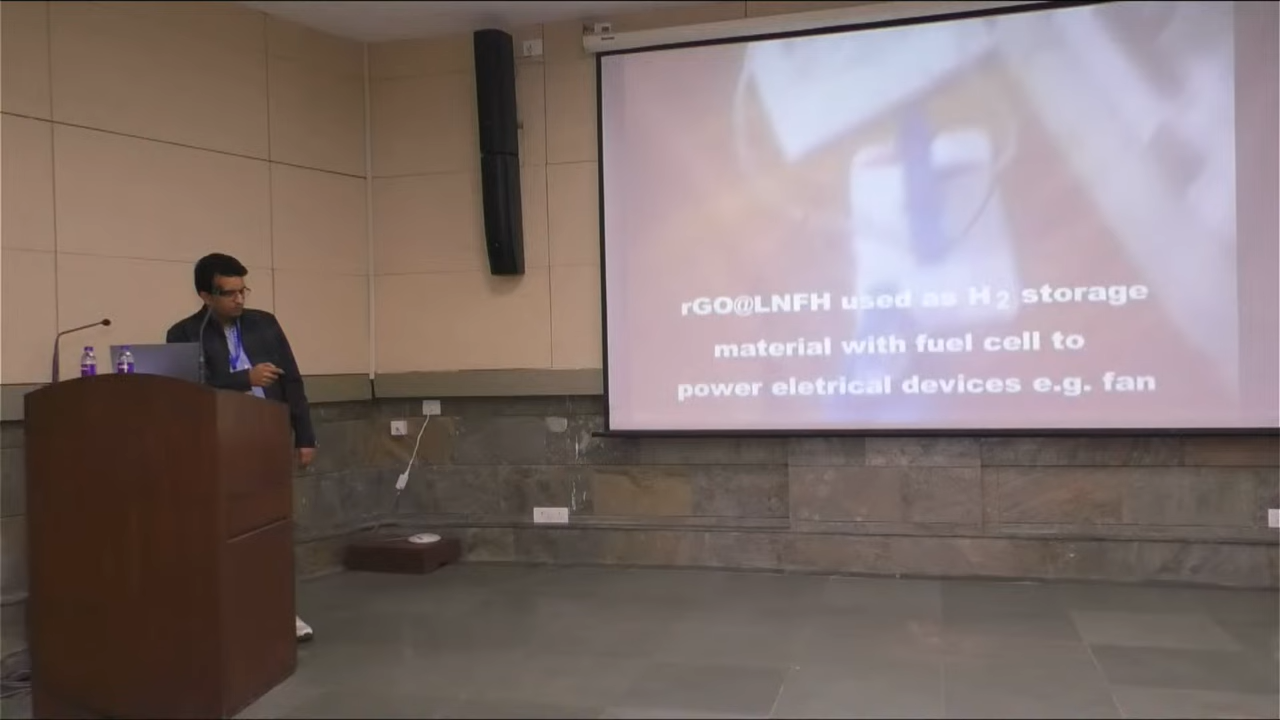 rGO@LNFH used as H2 storage
material with fuel cell to
power eletrical devices e.g. fan